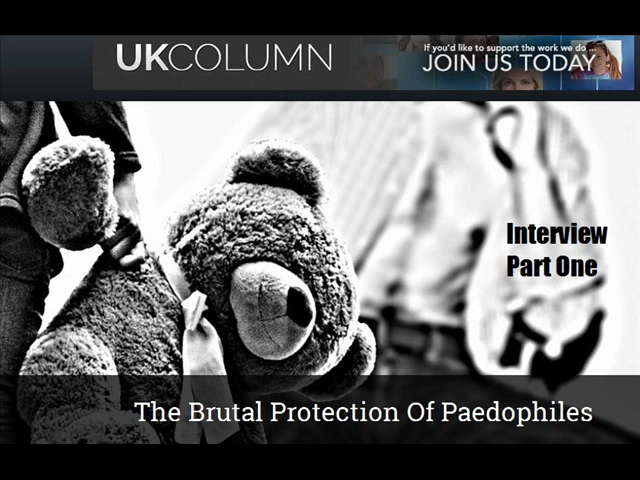 UKCOLUMN
If you'd like to support the work we do ...
JOIN US TODAY
Interview
Part One
The Brutal Protection Of Paedophiles